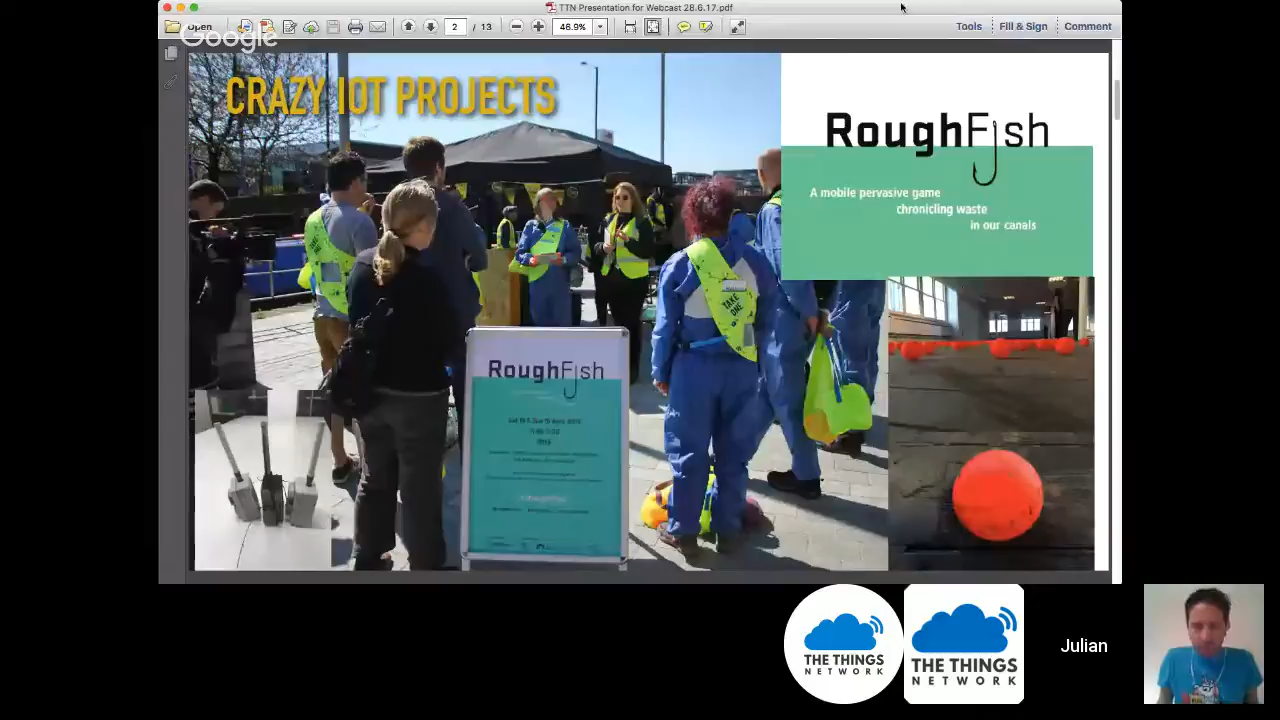 TTN Presentation for Webcast 28.6.17.pdf
Open
2 / 13
46.9%
Tools
Fill & Sign
Comment
Google
CRAZY IOT PROJECTS
RoughFish
A mobile pervasive game
chronicling waste
in our canals
TAKE
ONE
RoughFish
THE THINGS
NETWORK
THE THINGS
NETWORK
Julian